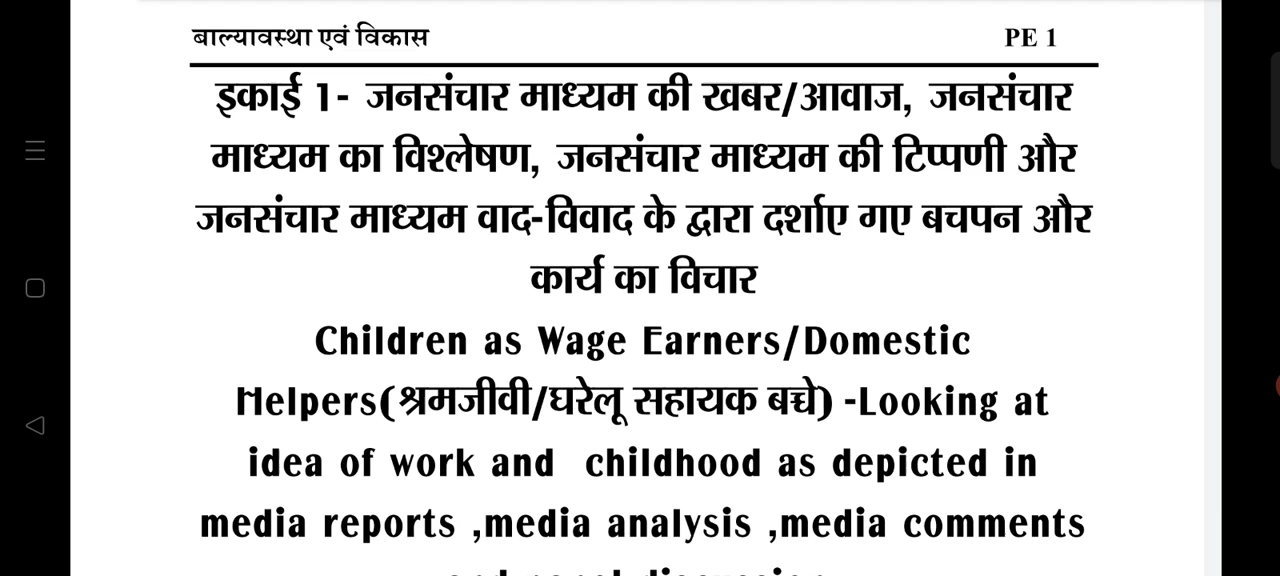 बाल्यावस्था एवं विकास PE 1
इकाई 1- जनसंचार माध्यम की खबर/आवाज, जनसंचार
माध्यम का विश्लेषण, जनसंचार माध्यम की टिप्पणी और
जनसंचार माध्यम वाद-विवाद के द्वारा दर्शाए गए बचपन और
कार्य का विचार
Children as Wage Earners/Domestic
Helpers(श्रमजीवी/घरेलू सहायक बच्चे) -Looking at
idea of work and childhood as depicted in
media reports ,media analysis ,media comments